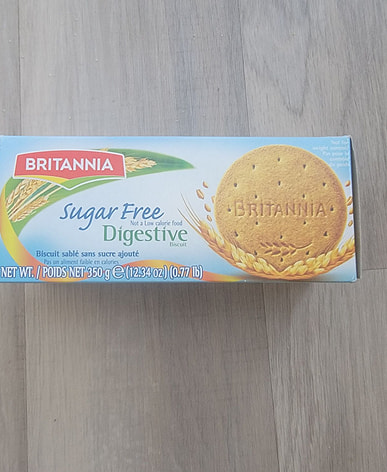 BRITANNIA
Sugar Free
Not a Low calorie food
Digestive
Biscuit
Biscuit sablé sans sucre ajouté
Pas un aliment faible en calories
NET WT. / POIDS NET 350 g ℮ (12.34 oz) (0.77 lb)
BRITANNIA